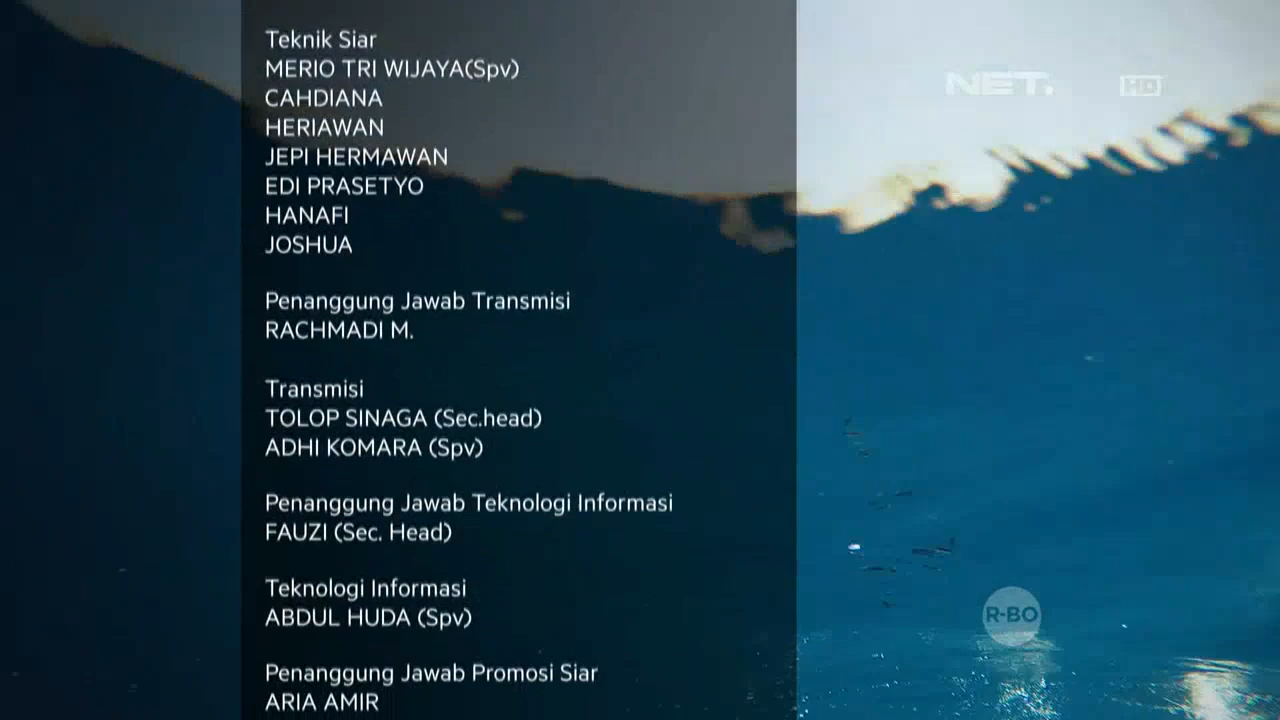 Teknik Siar
MERIO TRI WIJAYA(Spv)
CAHDIANA
HERIAWAN
JEPI HERMAWAN
EDI PRASETYO
HANAFI
JOSHUA
Penanggung Jawab Transmisi
RACHMADI M.
Transmisi
TOLOP SINAGA (Sec.head)
ADHI KOMARA (Spv)
Penanggung Jawab Teknologi Informasi
FAUZI (Sec. Head)
Teknologi Informasi
ABDUL HUDA (Spv)
Penanggung Jawab Promosi Siar
ARIA AMIR
NET.
HD
R-BO